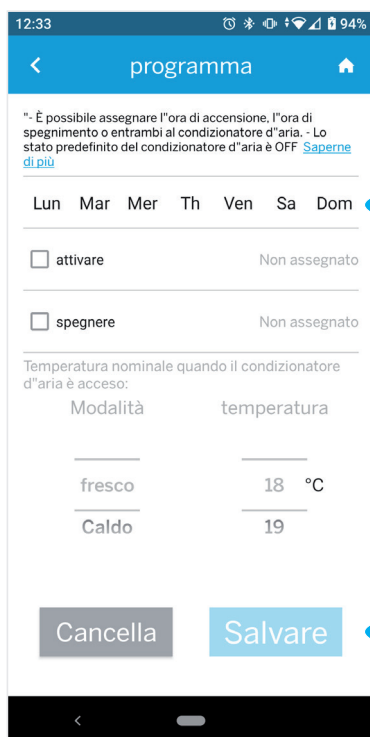 12:33 94%
programma
"- È possibile assegnare l"ora di accensione, l"ora di
spegnimento o entrambi al condizionatore d"aria. - Lo
stato predefinito del condizionatore d"aria è OFF Saperne
di più
Lun Mar Mer Th Ven Sa Dom
attivare Non assegnato
spegnere Non assegnato
Temperatura nominale quando il condizionatore
d"aria è acceso:
Modalità temperatura
fresco 18 °C
Caldo 19
Cancella Salvare